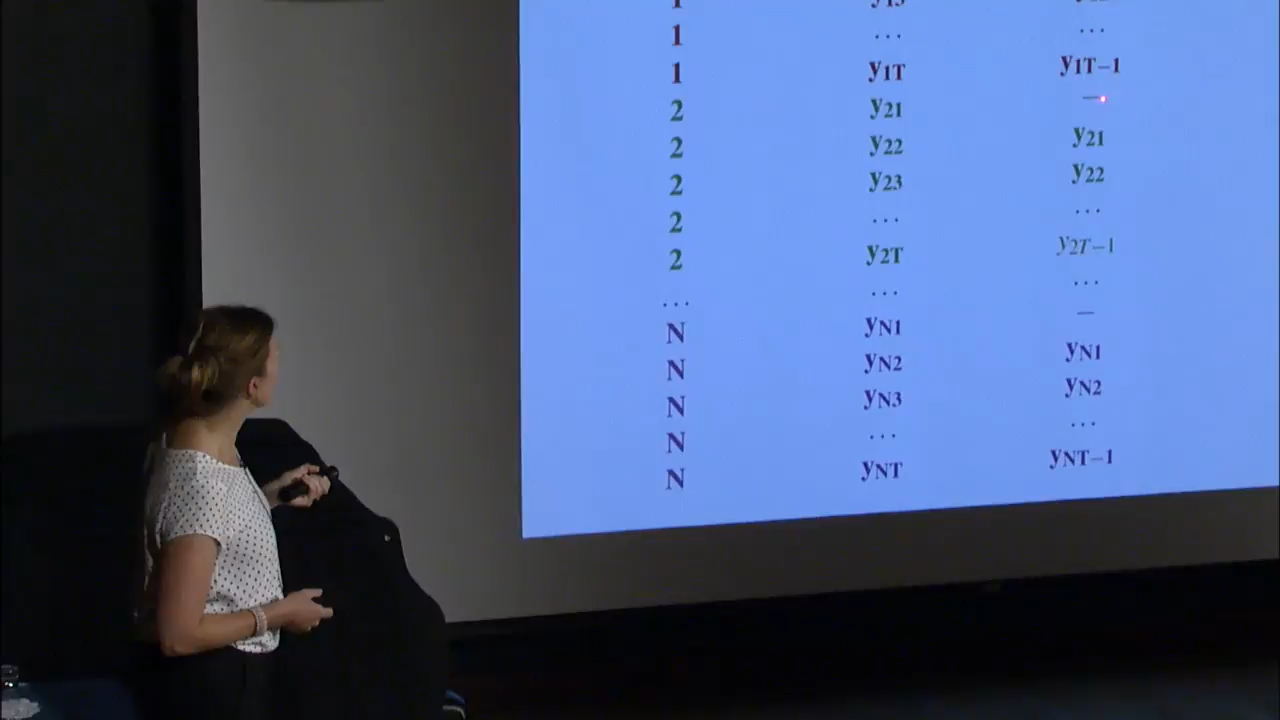 1 … …
1 y1T y1T−1
2 y21 —
2 y22 y21
2 y23 y22
2 … …
2 y2T y2T−1
… … …
N yN1 —
N yN2 yN1
N yN3 yN2
N … …
N yNT yNT−1